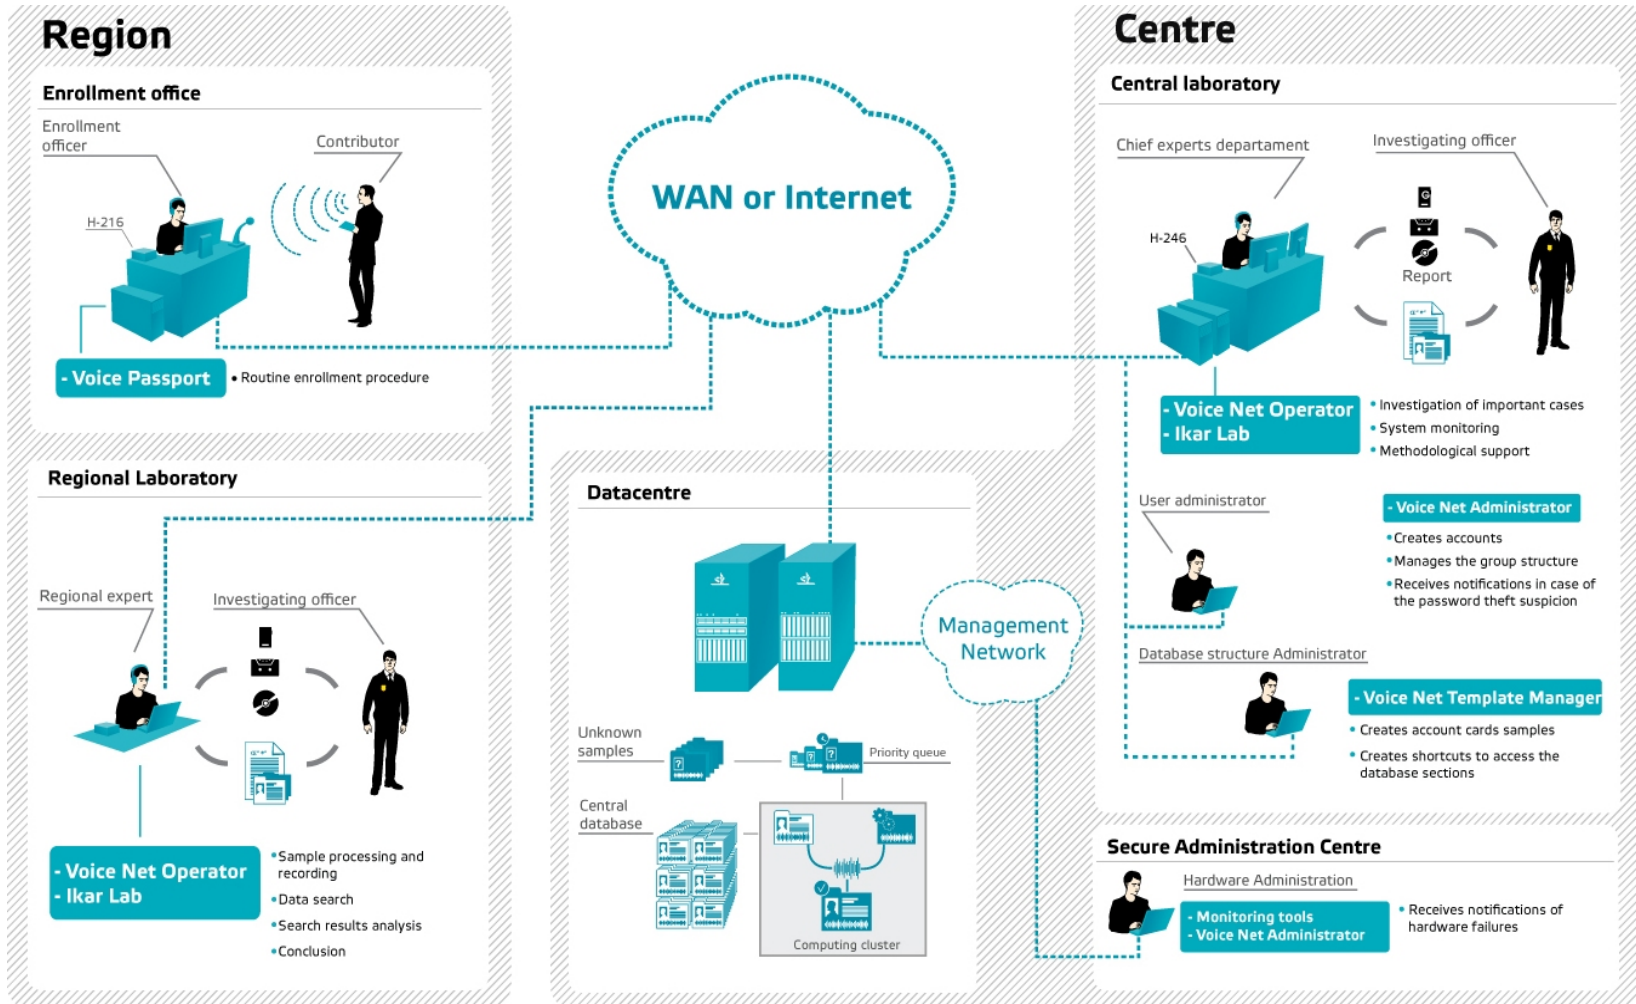 Region
Enrollment office
Enrollment
officer
Contributor
H-216
- Voice Passport
• Routine enrollment procedure
Regional Laboratory
Regional expert
Investigating officer
- Voice Net Operator
- Ikar Lab
• Sample processing and
recording
• Data search
• Search results analysis
• Conclusion
WAN or Internet
Datacentre
Management
Network
Unknown
samples
Priority queue
Central
database
Computing cluster
Centre
Central laboratory
Chief experts departament
Investigating officer
H-246
Report
- Voice Net Operator
- Ikar Lab
• Investigation of important cases
• System monitoring
• Methodological support
User administrator
- Voice Net Administrator
• Creates accounts
• Manages the group structure
• Receives notifications in case of
the password theft suspicion
Database structure Administrator
- Voice Net Template Manager
• Creates account cards samples
• Creates shortcuts to access the
database sections
Secure Administration Centre
Hardware Administration
- Monitoring tools
- Voice Net Administrator
• Receives notifications of
hardware failures